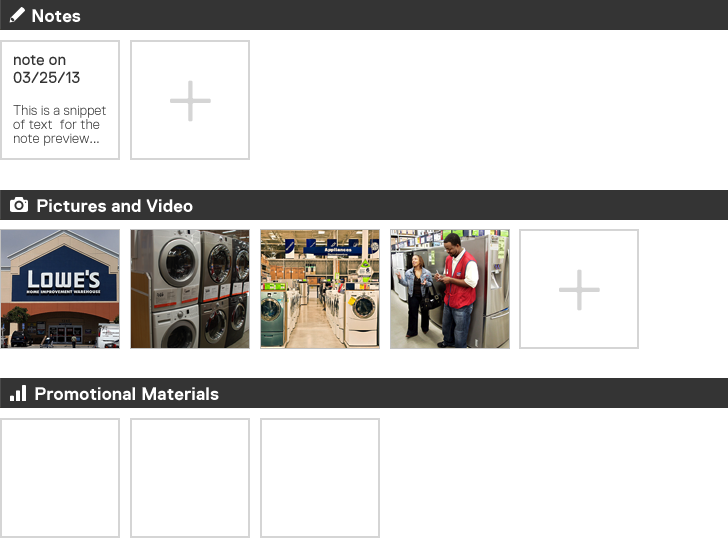 Notes
note on
03/25/13
This is a snippet
of text for the
note preview...
Pictures and Video
LOWE'S
HOME IMPROVEMENT WAREHOUSE
Appliances
Promotional Materials